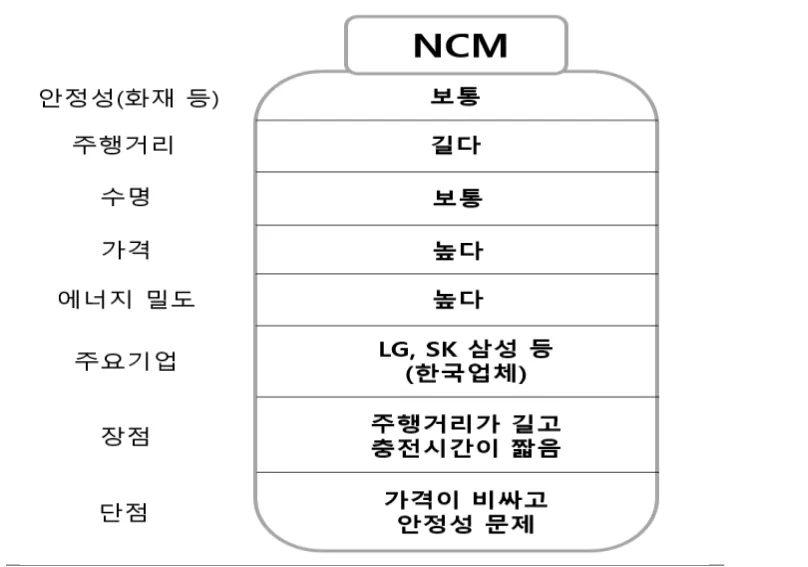 NCM
안정성(화재 등) 보통
주행거리 길다
수명 보통
가격 높다
에너지 밀도 높다
주요기업 LG, SK 삼성 등
(한국업체)
장점 주행거리가 길고
충전시간이 짧음
단점 가격이 비싸고
안정성 문제